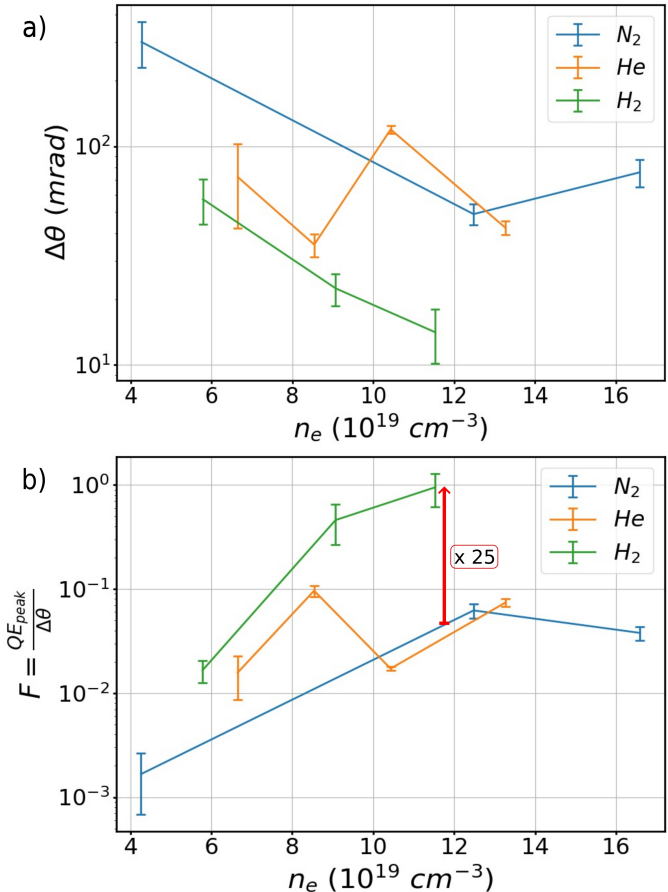 a)
N₂
He
H₂
10²
10¹
Δθ (mrad)
4 6 8 10 12 14 16
nₑ (10¹⁹ cm⁻³)
b)
N₂
He
H₂
10⁰
10⁻¹
10⁻²
10⁻³
x 25
F = QE_peak / Δθ
4 6 8 10 12 14 16
nₑ (10¹⁹ cm⁻³)